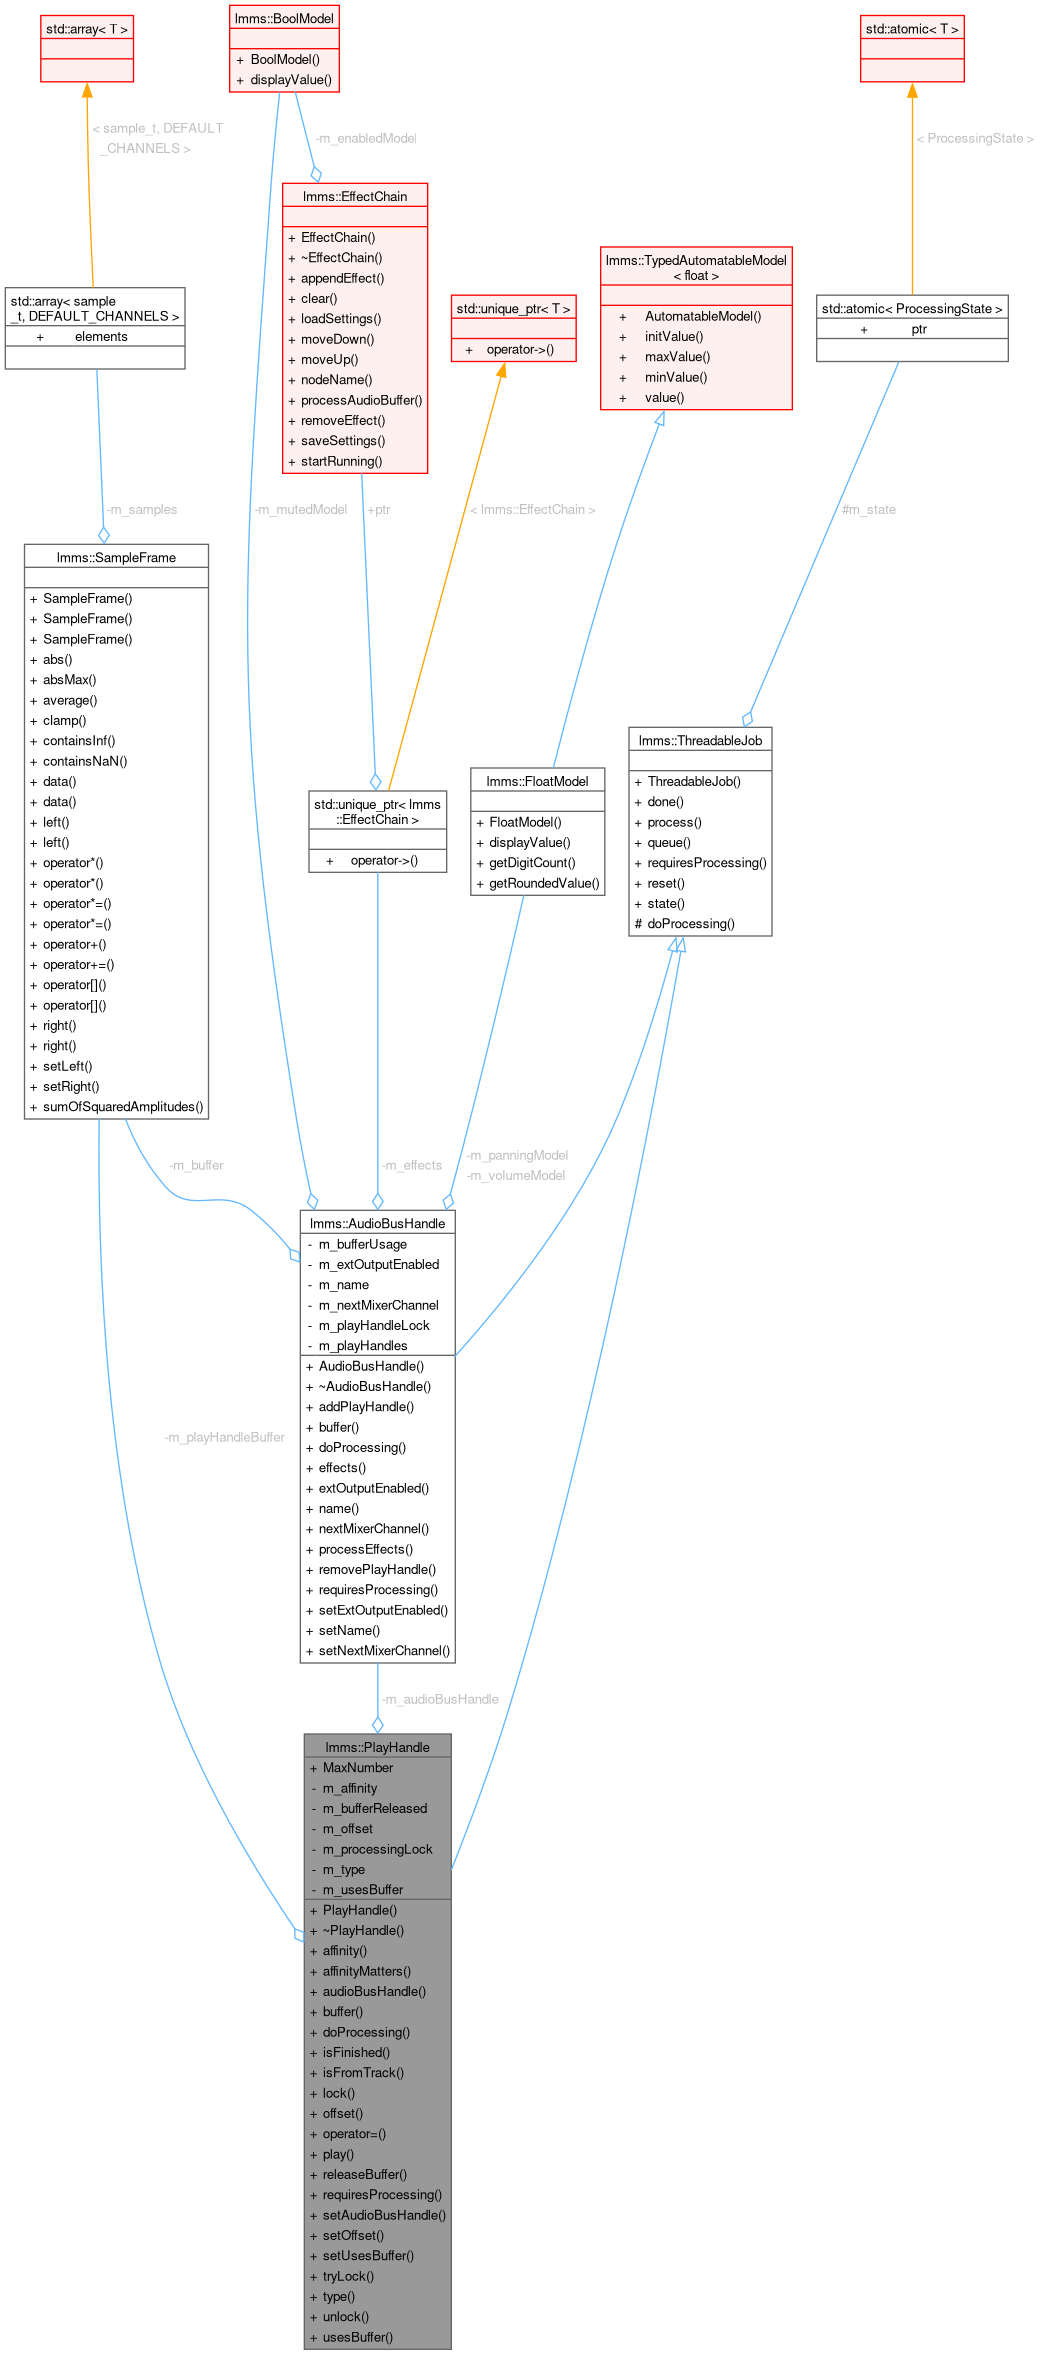 std::array< T >
lmms::BoolModel
+ BoolModel()
+ displayValue()
std::atomic< T >
< sample_t, DEFAULT
_CHANNELS >
-m_enabledModel
< ProcessingState >
lmms::EffectChain
+ EffectChain()
+ ~EffectChain()
+ appendEffect()
+ clear()
+ loadSettings()
+ moveDown()
+ moveUp()
+ nodeName()
+ processAudioBuffer()
+ removeEffect()
+ saveSettings()
+ startRunning()
lmms::TypedAutomatableModel
< float >
+ AutomatableModel()
+ initValue()
+ maxValue()
+ minValue()
+ value()
std::array< sample
_t, DEFAULT_CHANNELS >
+ elements
std::unique_ptr< T >
+ operator->()
std::atomic< ProcessingState >
+ ptr
-m_samples
-m_mutedModel
+ptr
< lmms::EffectChain >
#m_state
lmms::SampleFrame
+ SampleFrame()
+ SampleFrame()
+ SampleFrame()
+ abs()
+ absMax()
+ average()
+ clamp()
+ containsInf()
+ containsNaN()
+ data()
+ data()
+ left()
+ left()
+ operator*()
+ operator*()
+ operator*=()
+ operator*=()
+ operator+()
+ operator+=()
+ operator[]()
+ operator[]()
+ right()
+ right()
+ setLeft()
+ setRight()
+ sumOfSquaredAmplitudes()
std::unique_ptr< lmms
::EffectChain >
+ operator->()
lmms::FloatModel
+ FloatModel()
+ displayValue()
+ getDigitCount()
+ getRoundedValue()
lmms::ThreadableJob
+ ThreadableJob()
+ done()
+ process()
+ queue()
+ requiresProcessing()
+ reset()
+ state()
# doProcessing()
-m_buffer
-m_effects
-m_panningModel
-m_volumeModel
lmms::AudioBusHandle
- m_bufferUsage
- m_extOutputEnabled
- m_name
- m_nextMixerChannel
- m_playHandleLock
- m_playHandles
+ AudioBusHandle()
+ ~AudioBusHandle()
+ addPlayHandle()
+ buffer()
+ doProcessing()
+ effects()
+ extOutputEnabled()
+ name()
+ nextMixerChannel()
+ processEffects()
+ removePlayHandle()
+ requiresProcessing()
+ setExtOutputEnabled()
+ setName()
+ setNextMixerChannel()
-m_playHandleBuffer
-m_audioBusHandle
lmms::PlayHandle
+ MaxNumber
- m_affinity
- m_bufferReleased
- m_offset
- m_processingLock
- m_type
- m_usesBuffer
+ PlayHandle()
+ ~PlayHandle()
+ affinity()
+ affinityMatters()
+ audioBusHandle()
+ buffer()
+ doProcessing()
+ isFinished()
+ isFromTrack()
+ lock()
+ offset()
+ operator=()
+ play()
+ releaseBuffer()
+ requiresProcessing()
+ setAudioBusHandle()
+ setOffset()
+ setUsesBuffer()
+ tryLock()
+ type()
+ unlock()
+ usesBuffer()